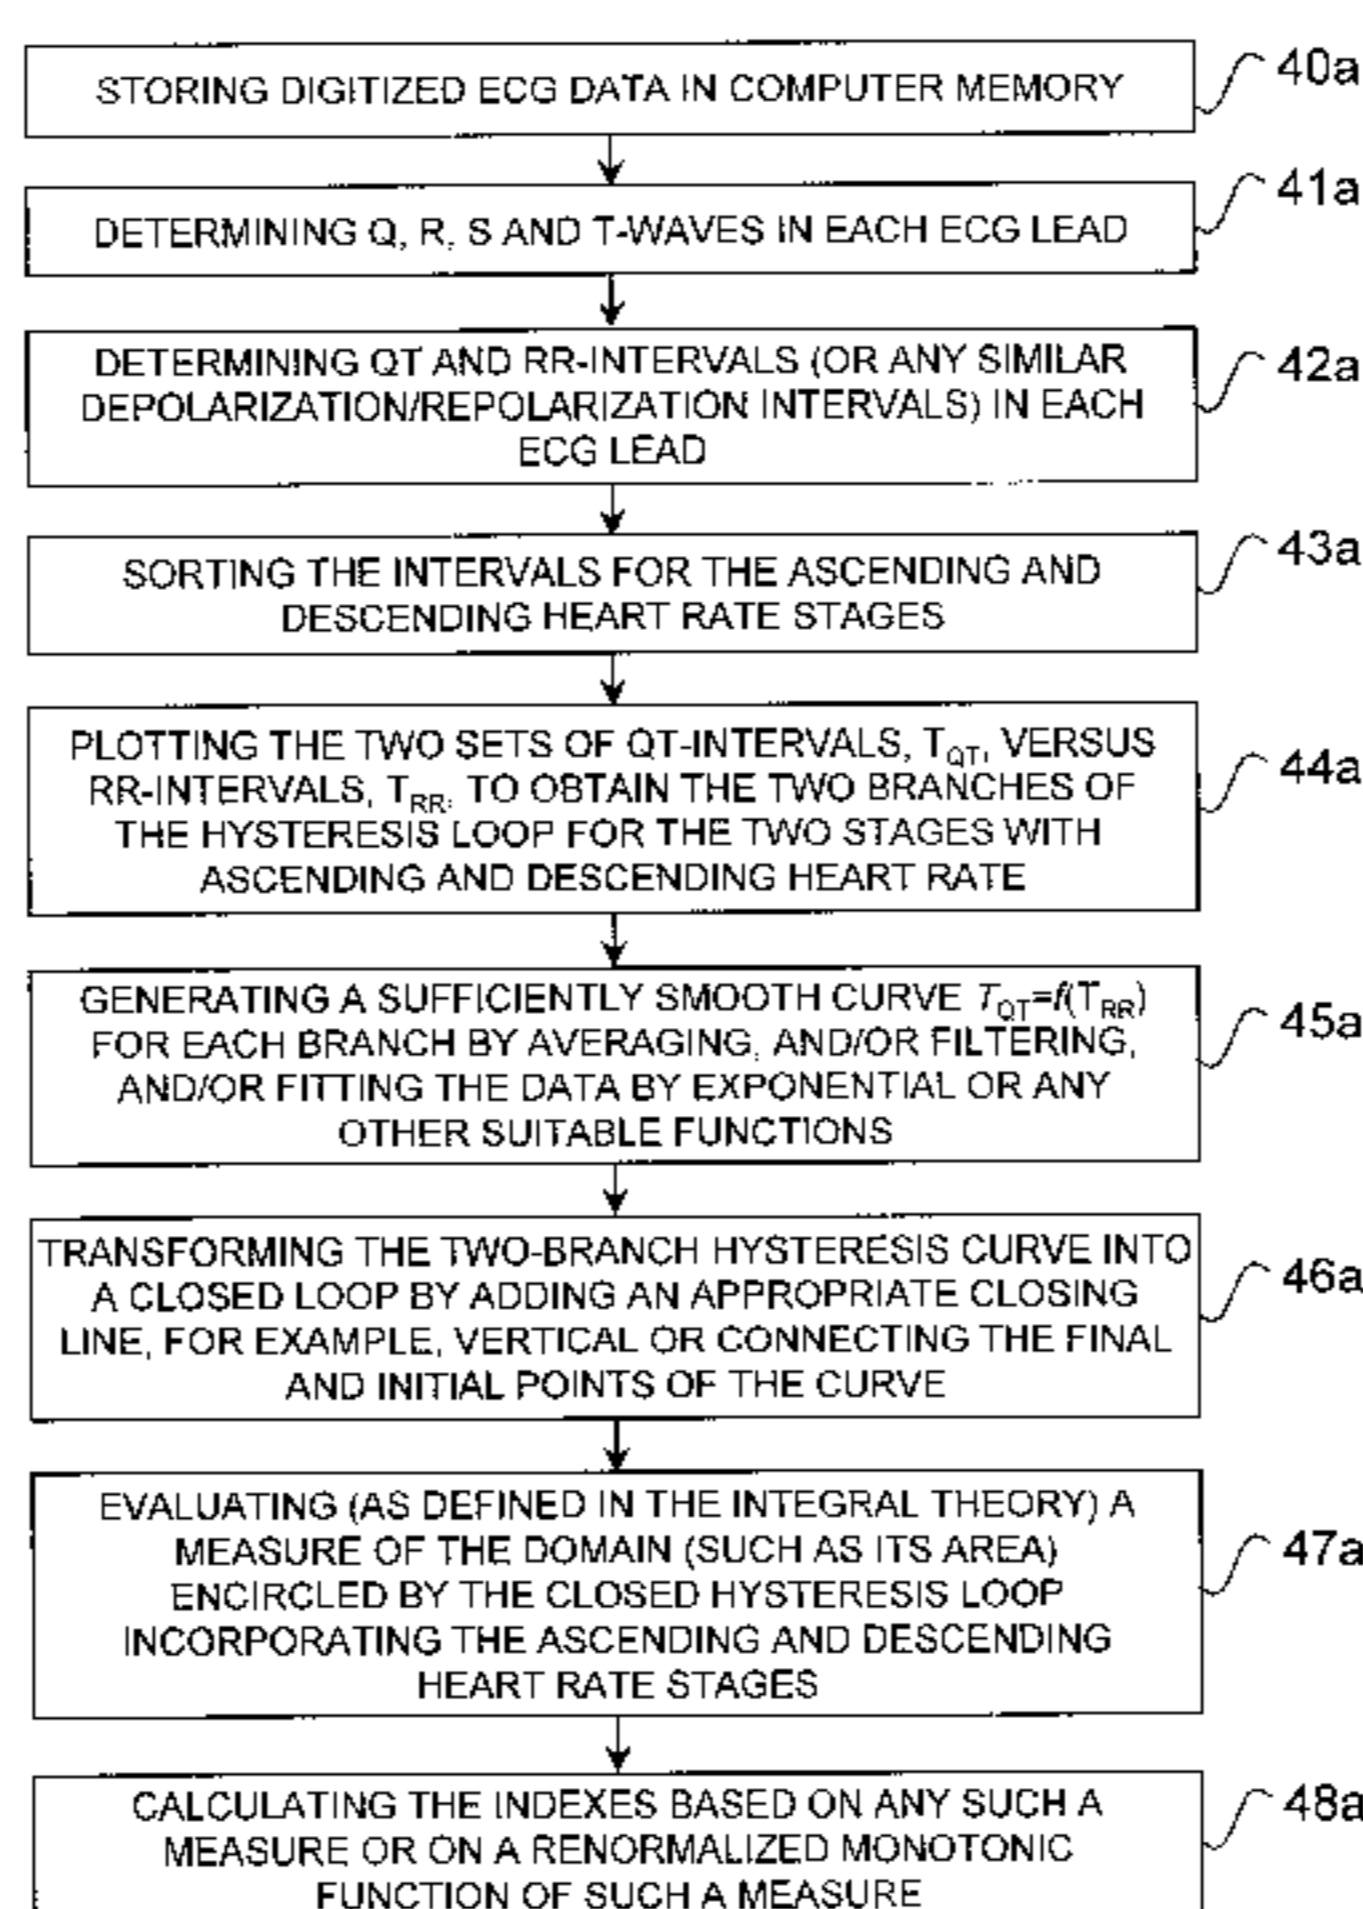 STORING DIGITIZED ECG DATA IN COMPUTER MEMORY
40a
DETERMINING Q, R, S AND T-WAVES IN EACH ECG LEAD
41a
DETERMINING QT AND RR-INTERVALS (OR ANY SIMILAR
DEPOLARIZATION/REPOLARIZATION INTERVALS) IN EACH
ECG LEAD
42a
SORTING THE INTERVALS FOR THE ASCENDING AND
DESCENDING HEART RATE STAGES
43a
PLOTTING THE TWO SETS OF QT-INTERVALS, T_QT, VERSUS
RR-INTERVALS, T_RR, TO OBTAIN THE TWO BRANCHES OF
THE HYSTERESIS LOOP FOR THE TWO STAGES WITH
ASCENDING AND DESCENDING HEART RATE
44a
GENERATING A SUFFICIENTLY SMOOTH CURVE T_QT=f(T_RR)
FOR EACH BRANCH BY AVERAGING, AND/OR FILTERING,
AND/OR FITTING THE DATA BY EXPONENTIAL OR ANY
OTHER SUITABLE FUNCTIONS
45a
TRANSFORMING THE TWO-BRANCH HYSTERESIS CURVE INTO
A CLOSED LOOP BY ADDING AN APPROPRIATE CLOSING
LINE, FOR EXAMPLE, VERTICAL OR CONNECTING THE FINAL
AND INITIAL POINTS OF THE CURVE
46a
EVALUATING (AS DEFINED IN THE INTEGRAL THEORY) A
MEASURE OF THE DOMAIN (SUCH AS ITS AREA)
ENCIRCLED BY THE CLOSED HYSTERESIS LOOP
INCORPORATING THE ASCENDING AND DESCENDING
HEART RATE STAGES
47a
CALCULATING THE INDEXES BASED ON ANY SUCH A
MEASURE OR ON A RENORMALIZED MONOTONIC
FUNCTION OF SUCH A MEASURE
48a